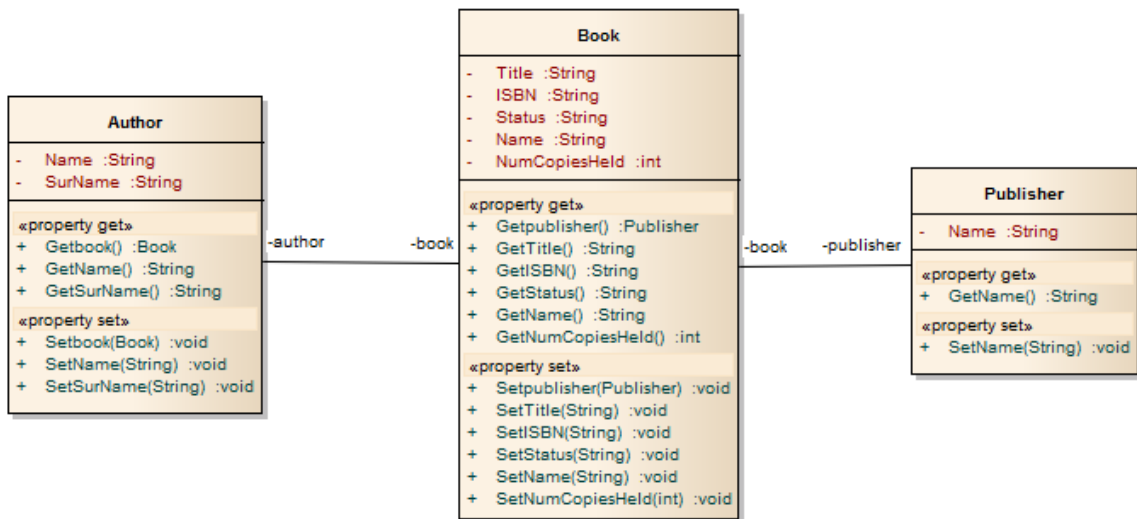 Author
- Name :String
- SurName :String
«property get»
+ Getbook() :Book
+ GetName() :String
+ GetSurName() :String
«property set»
+ Setbook(Book) :void
+ SetName(String) :void
+ SetSurName(String) :void
-author
-book
Book
- Title :String
- ISBN :String
- Status :String
- Name :String
- NumCopiesHeld :int
«property get»
+ Getpublisher() :Publisher
+ GetTitle() :String
+ GetISBN() :String
+ GetStatus() :String
+ GetName() :String
+ GetNumCopiesHeld() :int
«property set»
+ Setpublisher(Publisher) :void
+ SetTitle(String) :void
+ SetISBN(String) :void
+ SetStatus(String) :void
+ SetName(String) :void
+ SetNumCopiesHeld(int) :void
-book
-publisher
Publisher
- Name :String
«property get»
+ GetName() :String
«property set»
+ SetName(String) :void